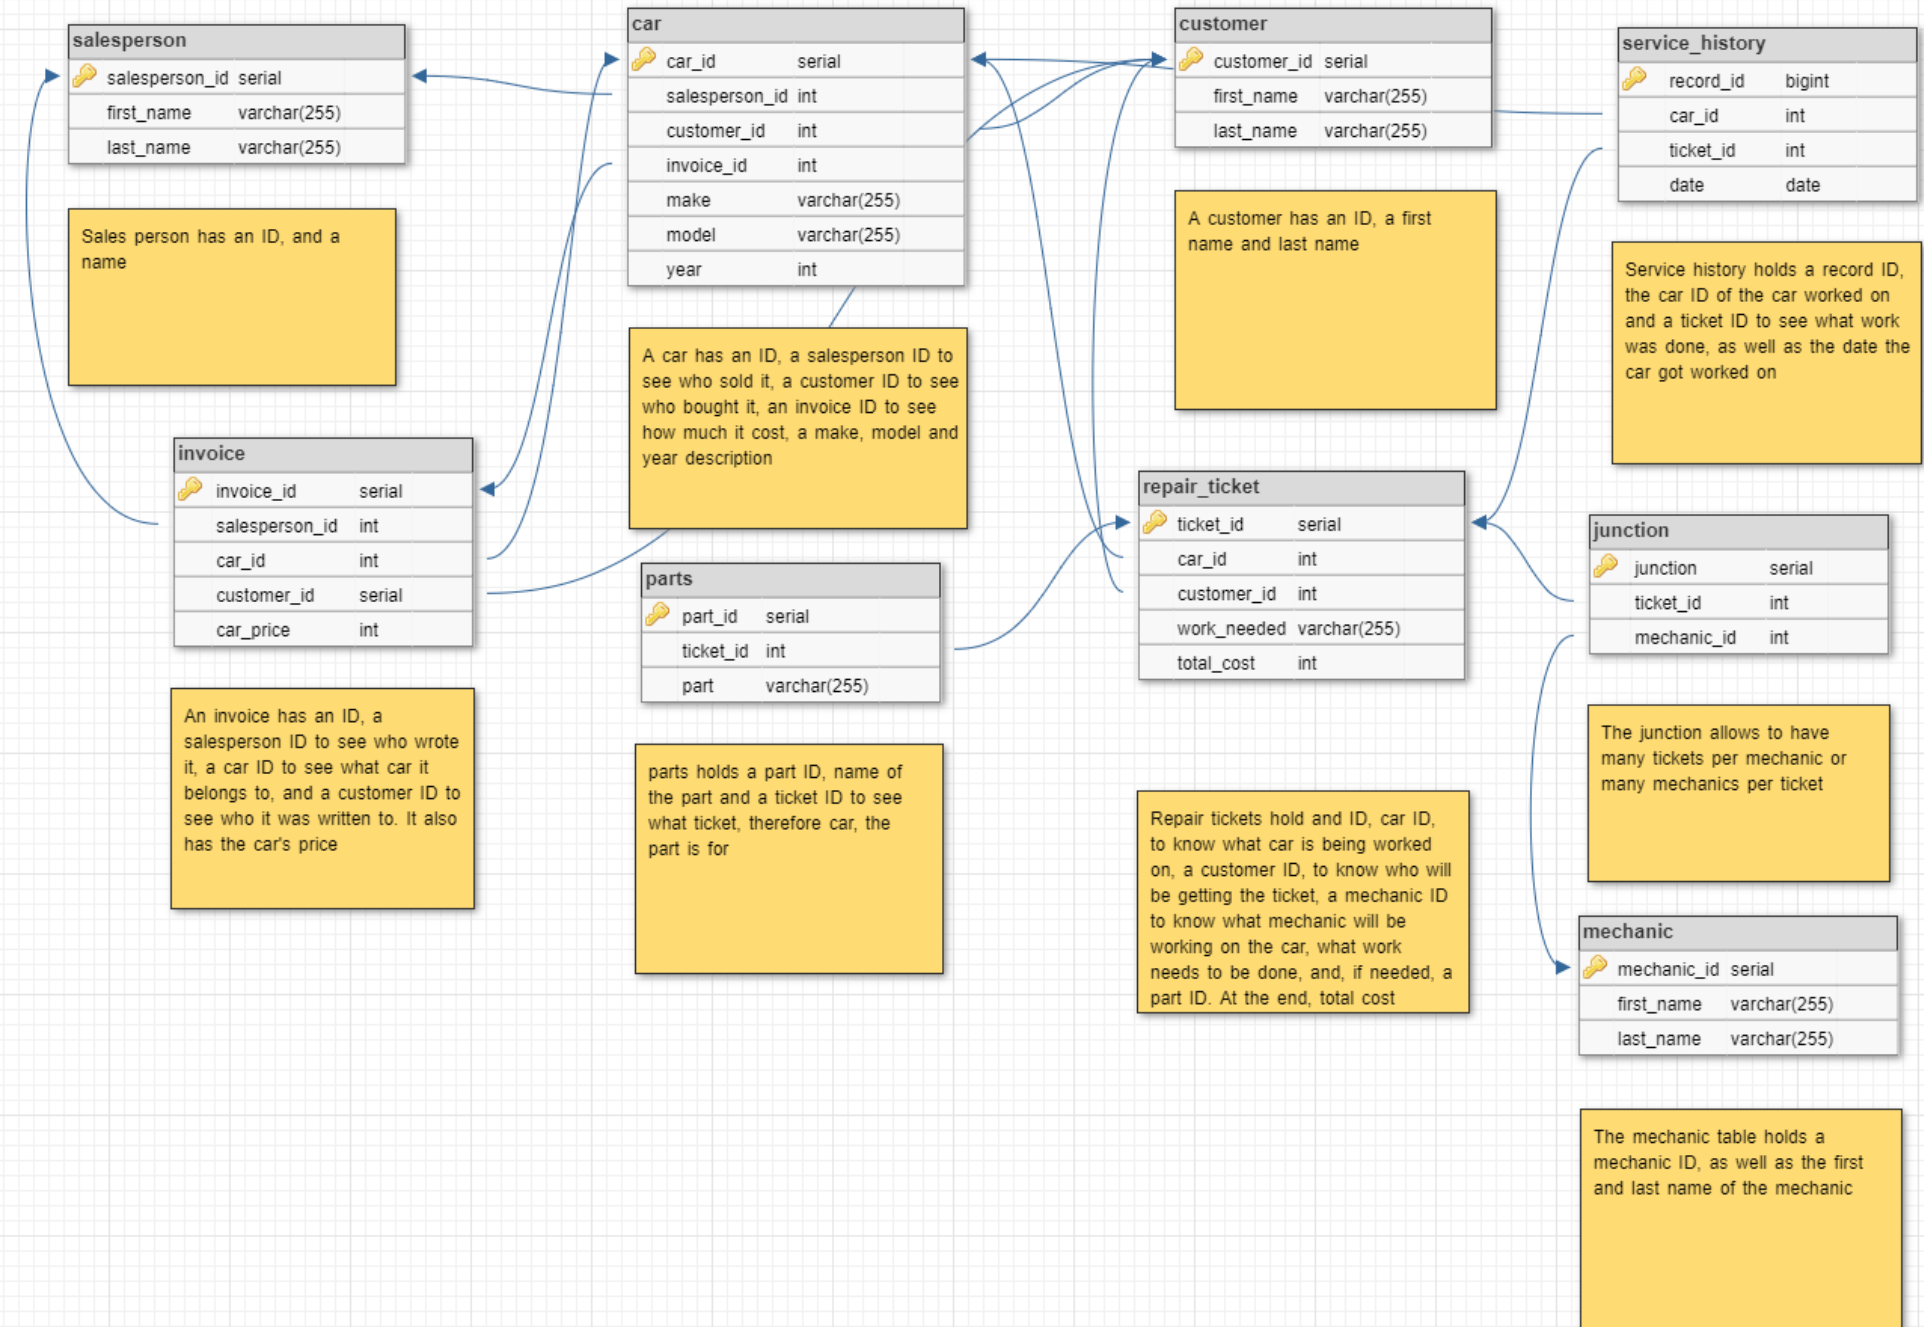 salesperson
salesperson_id serial
first_name varchar(255)
last_name varchar(255)
Sales person has an ID, and a
name
car
car_id serial
salesperson_id int
customer_id int
invoice_id int
make varchar(255)
model varchar(255)
year int
A car has an ID, a salesperson ID to
see who sold it, a customer ID to see
who bought it, an invoice ID to see
how much it cost, a make, model and
year description
customer
customer_id serial
first_name varchar(255)
last_name varchar(255)
A customer has an ID, a first
name and last name
service_history
record_id bigint
car_id int
ticket_id int
date date
Service history holds a record ID,
the car ID of the car worked on
and a ticket ID to see what work
was done, as well as the date the
car got worked on
invoice
invoice_id serial
salesperson_id int
car_id int
customer_id serial
car_price int
An invoice has an ID, a
salesperson ID to see who wrote
it, a car ID to see what car it
belongs to, and a customer ID to
see who it was written to. It also
has the car's price
parts
part_id serial
ticket_id int
part varchar(255)
parts holds a part ID, name of
the part and a ticket ID to see
what ticket, therefore car, the
part is for
repair_ticket
ticket_id serial
car_id int
customer_id int
work_needed varchar(255)
total_cost int
Repair tickets hold and ID, car ID,
to know what car is being worked
on, a customer ID, to know who will
be getting the ticket, a mechanic ID
to know what mechanic will be
working on the car, what work
needs to be done, and, if needed, a
part ID. At the end, total cost
junction
junction serial
ticket_id int
mechanic_id int
The junction allows to have
many tickets per mechanic or
many mechanics per ticket
mechanic
mechanic_id serial
first_name varchar(255)
last_name varchar(255)
The mechanic table holds a
mechanic ID, as well as the first
and last name of the mechanic